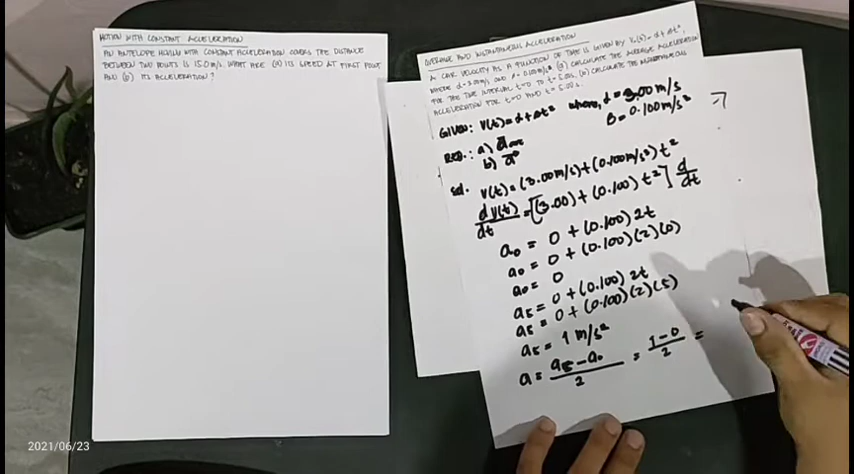 MOTION WITH CONSTANT ACCELERATION
AN ANTELOPE MOVING WITH CONSTANT ACCELERATION COVERS THE DISTANCE
BETWEEN TWO POINTS IS 15.0 M/S. WHAT ARE (A) ITS SPEED AT FIRST POINT
AND (B) ITS ACCELERATION?
AVERAGE AND INSTANTANEOUS ACCELERATION
A CAR'S VELOCITY AS A FUNCTION OF TIME IS GIVEN BY
WHERE (A) CALCULATE THE AVERAGE ACCELERATION
FOR THE TIME INTERVAL t=0 TO t=5.00s. (B) CALCULATE THE INSTANTANEOUS
ACCELERATION FOR t=0 AND t=5.00s.
GIVEN: V(t) = d + Bt² where, d = 3.00 m/s
B = 0.100 m/s³
REQ.: a)
b)
Sol. V(t) = (3.00 m/s) + (0.100 m/s³) t²
dV(t)/dt = [(3.00) + (0.100) t²] d/dt
a₀ = 0 + (0.100) 2t
a₀ = 0 + (0.100)(2)(0)
a₀ = 0
a₅ = 0 + (0.100) 2t
a₅ = 0 + (0.100)(2)(5)
a₅ = 1 m/s²
a = a₅ - a₀ / 2 = 1 - 0 / 2 =
2021/06/23